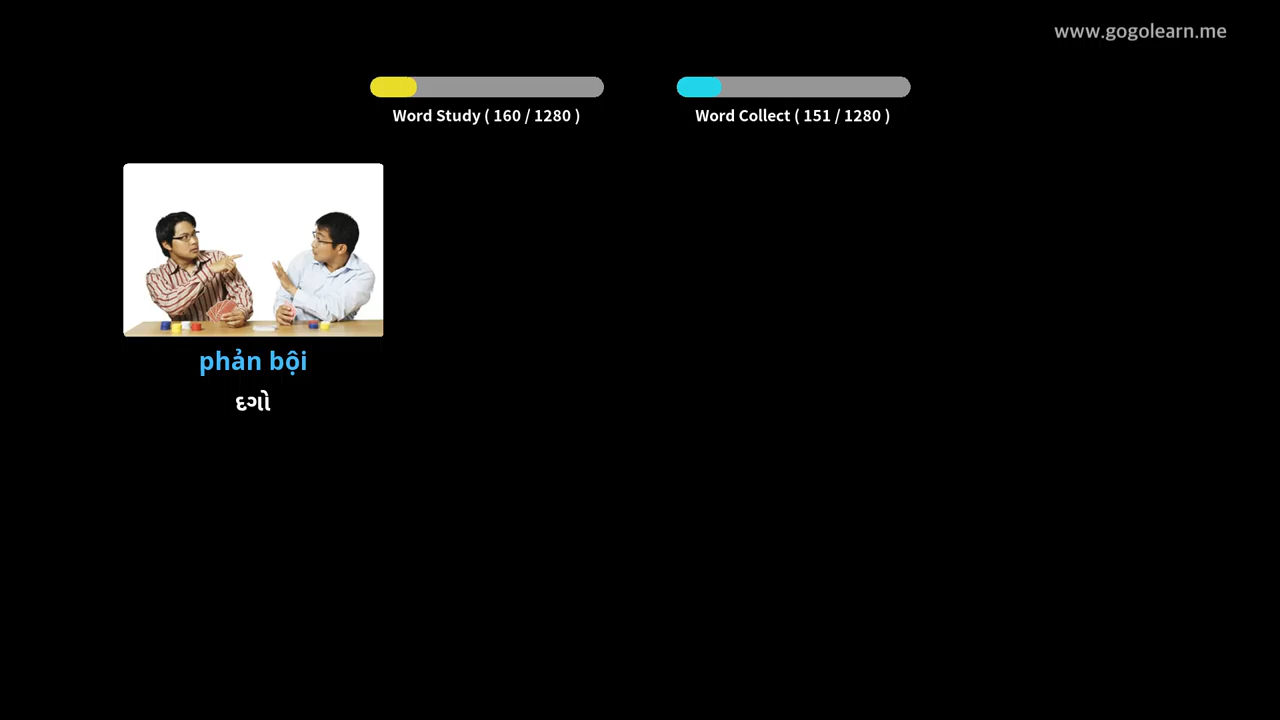 www.gogolearn.me
Word Study ( 160 / 1280 )
Word Collect ( 151 / 1280 )
phản bội
દગો